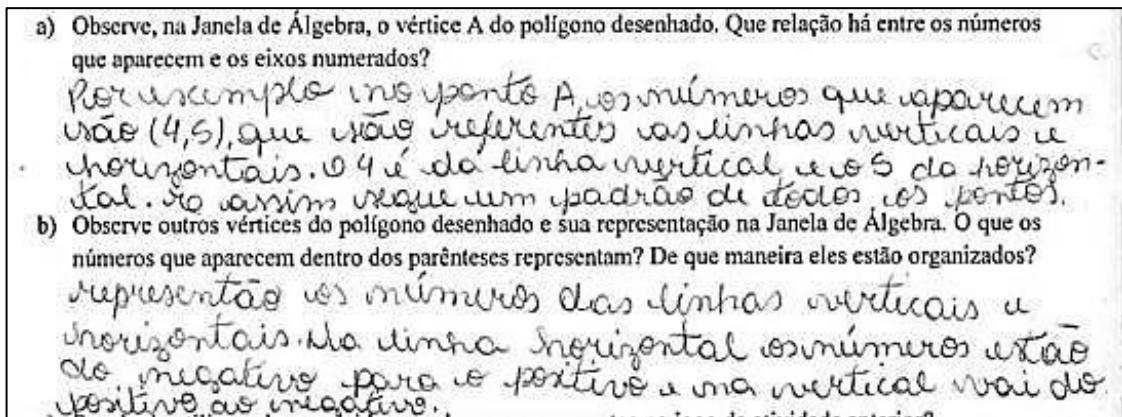 a) Observe, na Janela de Álgebra, o vértice A do polígono desenhado. Que relação há entre os números
que aparecem e os eixos numerados?
Por exemplo no ponto A, os números que aparecem
são (4,5), que são referentes as linhas verticais e
horizontais. O 4 é da linha vertical e o 5 da horizon-
tal. assim segue um padrão de todos os pontos.
b) Observe outros vértices do polígono desenhado e sua representação na Janela de Álgebra. O que os
números que aparecem dentro dos parênteses representam? De que maneira eles estão organizados?
representão os números das linhas verticais e
horizontais. Na linha horizontal os números estão
do negativo para o positivo e na vertical vai do
positivo ao negativo.